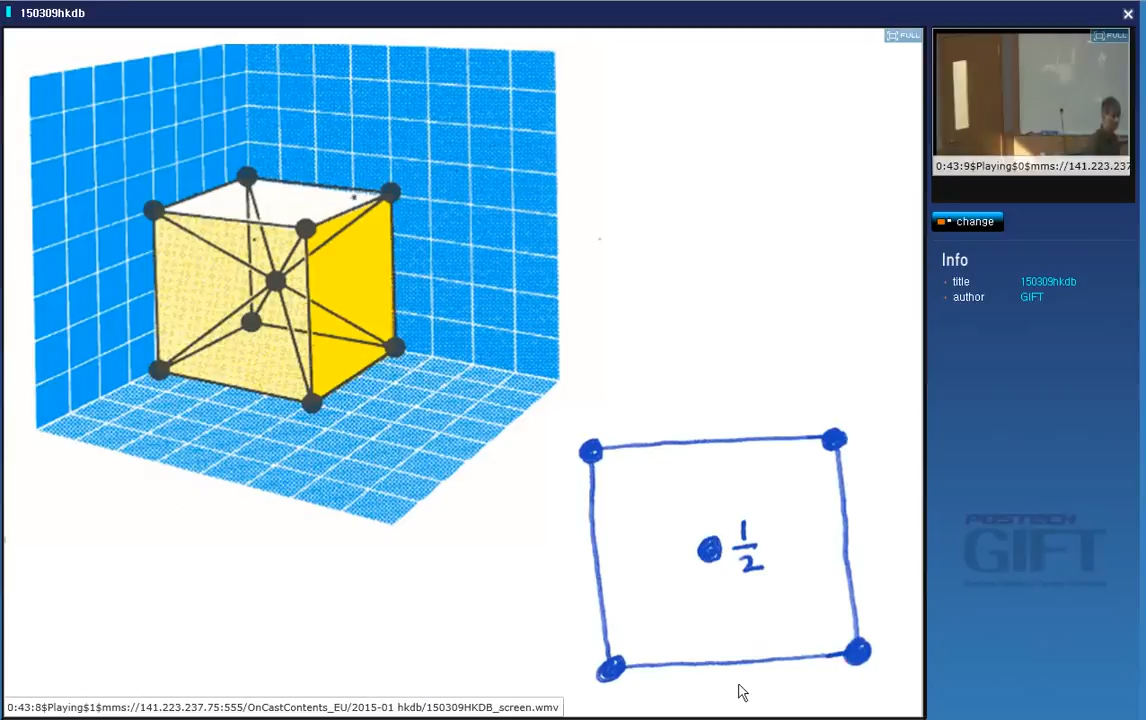 150309hkdb
FULL
FULL
0:43:9$Playing$0$mms://141.223.237
change
Info
title 150309hkdb
author GIFT
1/2
POSTECH
GIFT
0:43:8$Playing$1$mms://141.223.237.75:555/OnCastContents_EU/2015-01 hkdb/150309HKDB_screen.wmv